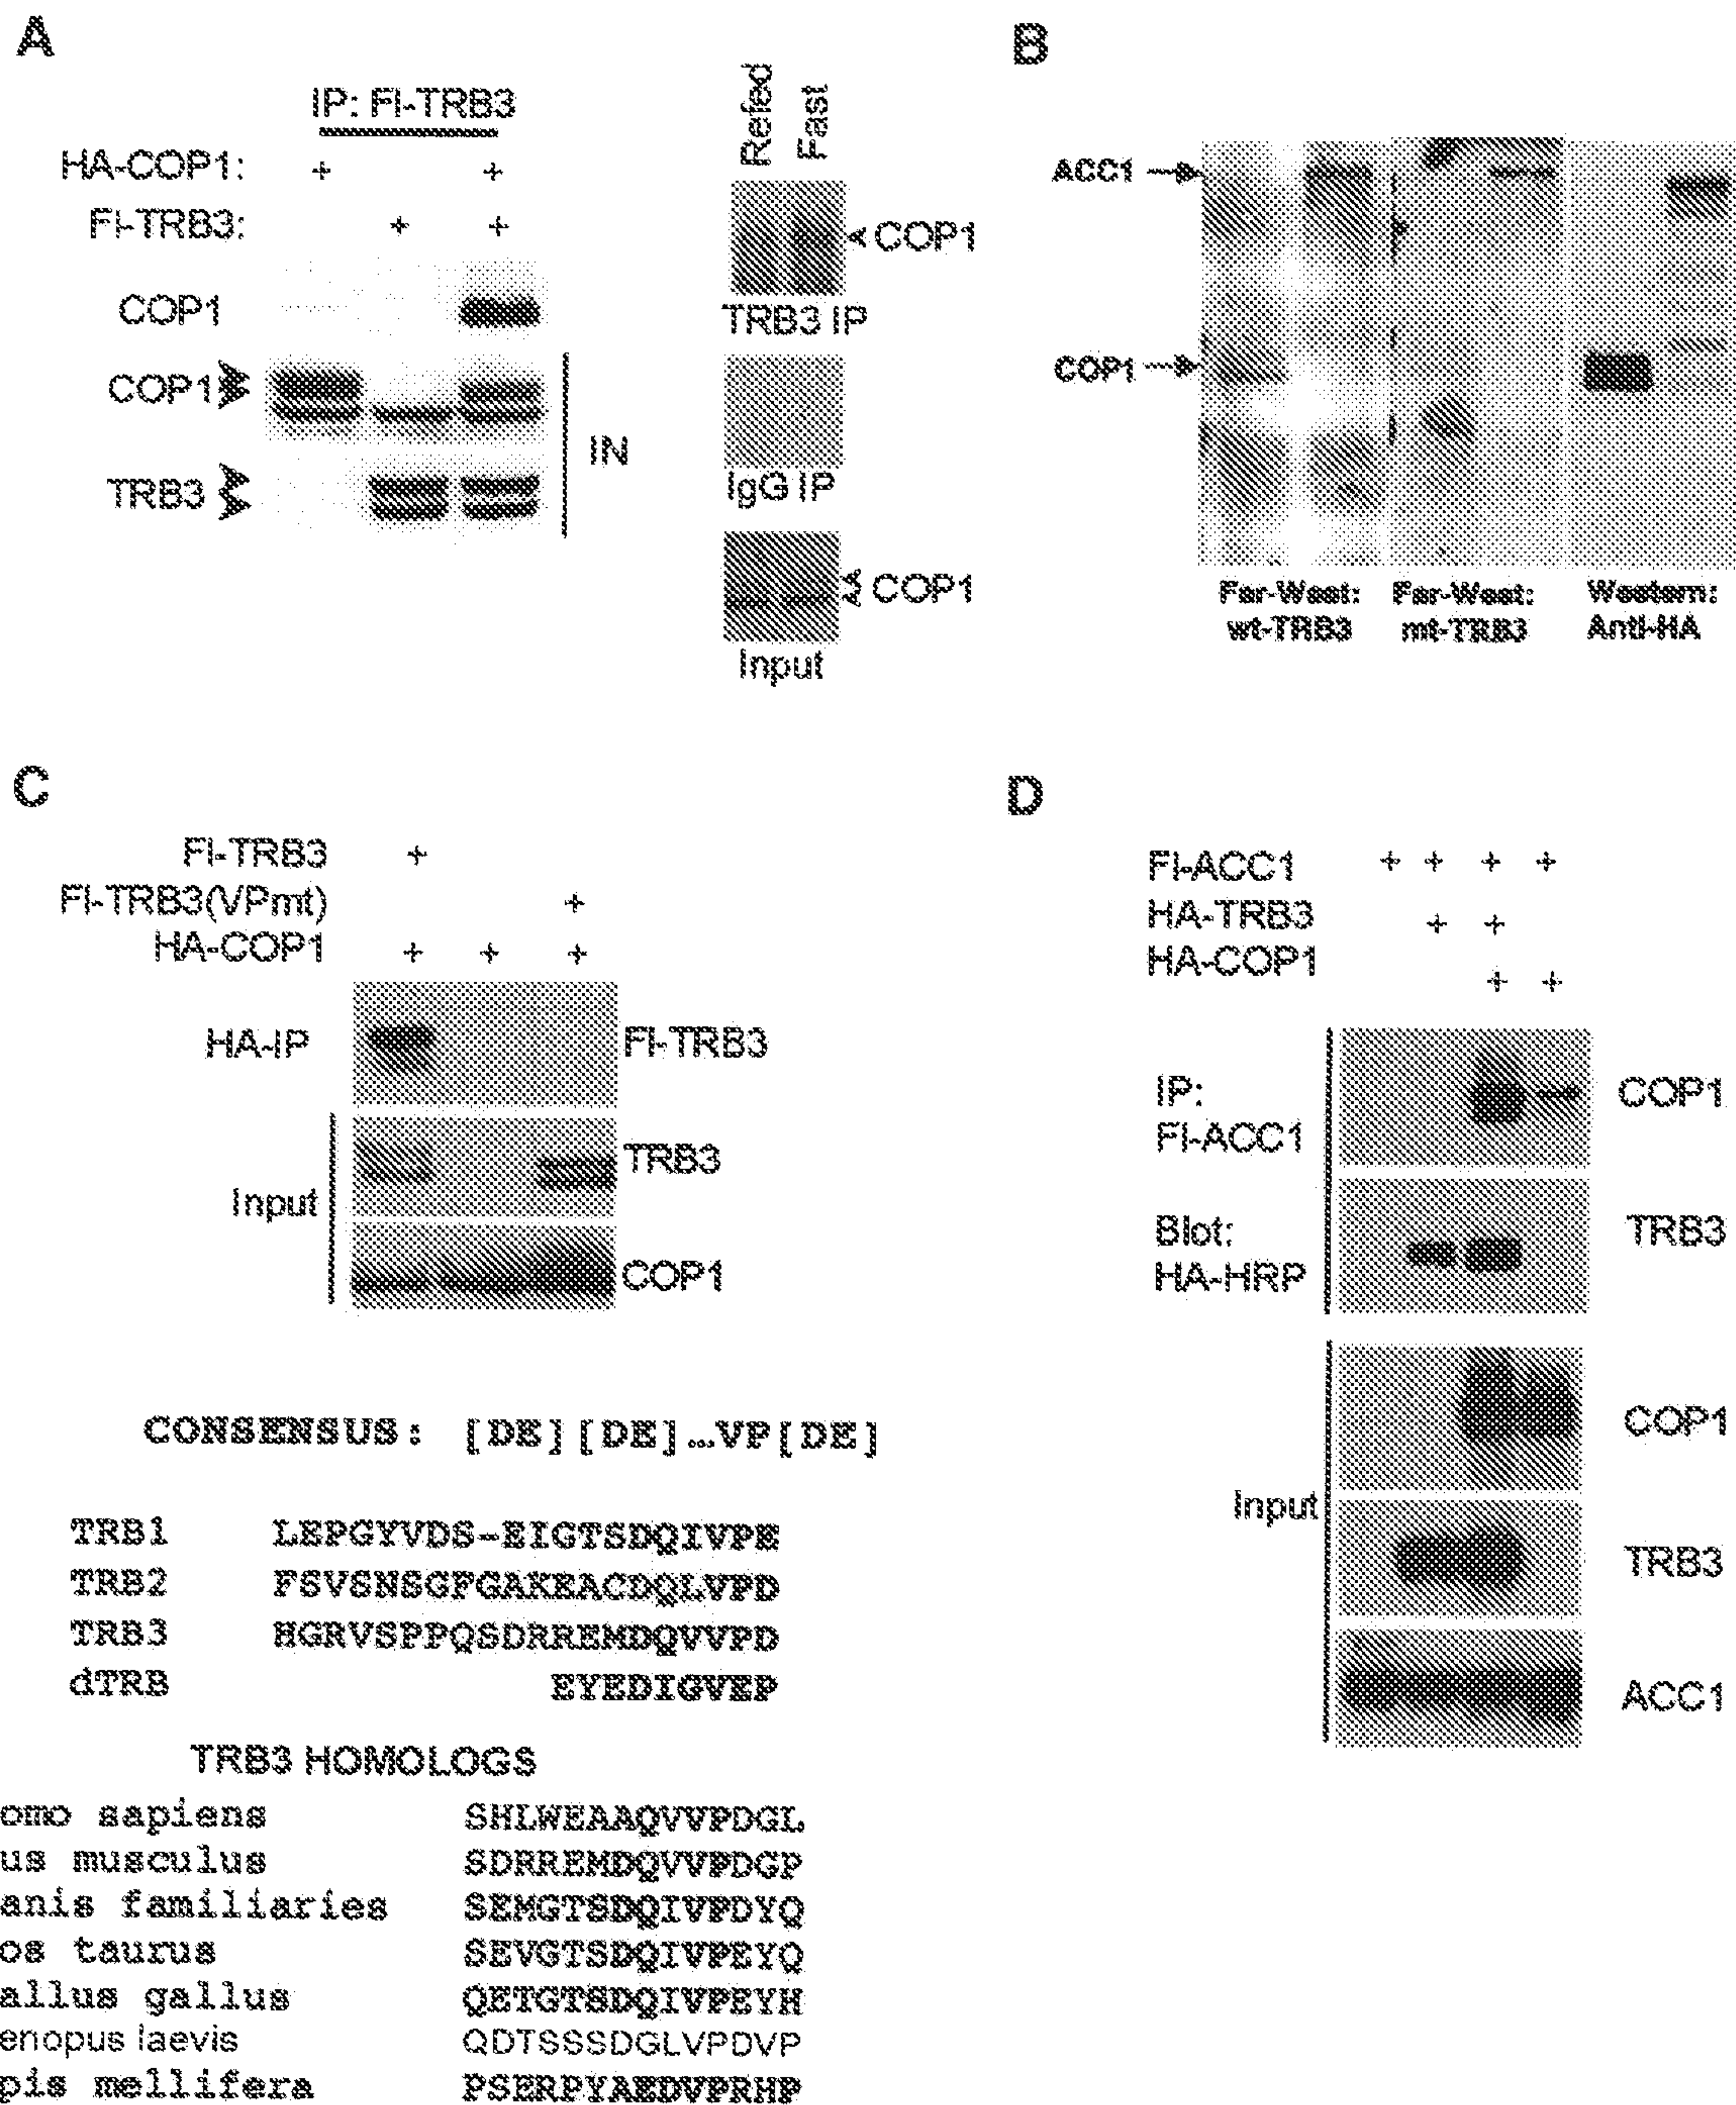 A
IP: Fl-TRB3
HA-COP1: + +
Fl-TRB3: + +
COP1
COP1
TRB3
IN
Refed
Fast
COP1
TRB3 IP
IgG IP
COP1
Input
B
ACC1
COP1
Far-West: wt-TRB3
Far-West: mt-TRB3
Western: Anti-HA
C
Fl-TRB3 +
Fl-TRB3(VPmt) +
HA-COP1 + + +
HA-IP
Fl-TRB3
Input
TRB3
COP1
CONSENSUS: [DE][DE]…VP[DE]
TRB1 LEPGYVDS-EIGTSDQIVPE
TRB2 FSVSNSGFGAKEACDQLVPD
TRB3 HGRVSPPQSDRREMDQVVPD
dTRB EYEDIGVEP
TRB3 HOMOLOGS
omo sapiens SHLWEAAQVVPDGL
us musculus SDRREMDQVVPDGP
anis familiaries SEMGTSDQIVPDYQ
os taurus SEVGTSDQIVPEYQ
allus gallus QETGTSDQIVPEYH
enopus laevis QDTSSSDGLVPDVP
pis mellifera PSERPYAEDVPRHP
D
Fl-ACC1 + + + +
HA-TRB3 + +
HA-COP1 + +
IP:
Fl-ACC1
COP1
Blot:
HA-HRP
TRB3
Input
COP1
TRB3
ACC1